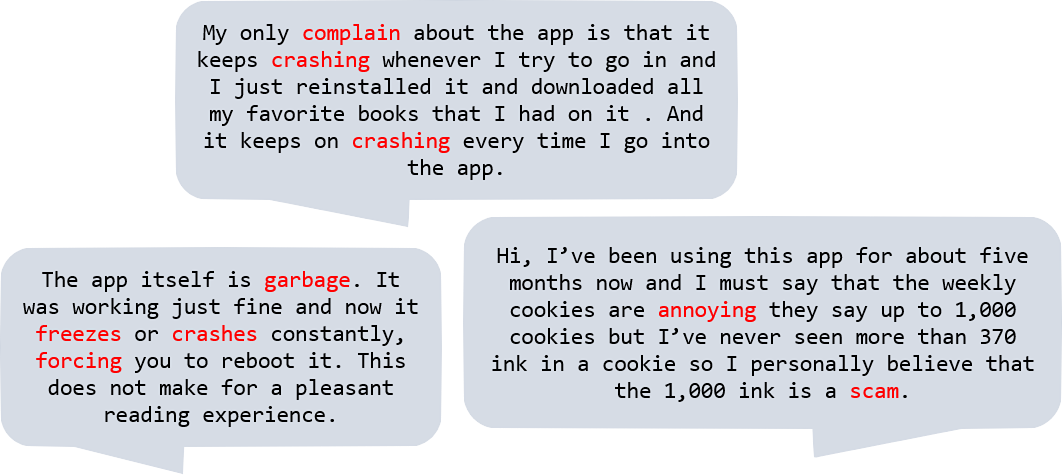 My only complain about the app is that it
keeps crashing whenever I try to go in and
I just reinstalled it and downloaded all
my favorite books that I had on it . And
it keeps on crashing every time I go into
the app.
The app itself is garbage. It
was working just fine and now it
freezes or crashes constantly,
forcing you to reboot it. This
does not make for a pleasant
reading experience.
Hi, I’ve been using this app for about five
months now and I must say that the weekly
cookies are annoying they say up to 1,000
cookies but I’ve never seen more than 370
ink in a cookie so I personally believe that
the 1,000 ink is a scam.